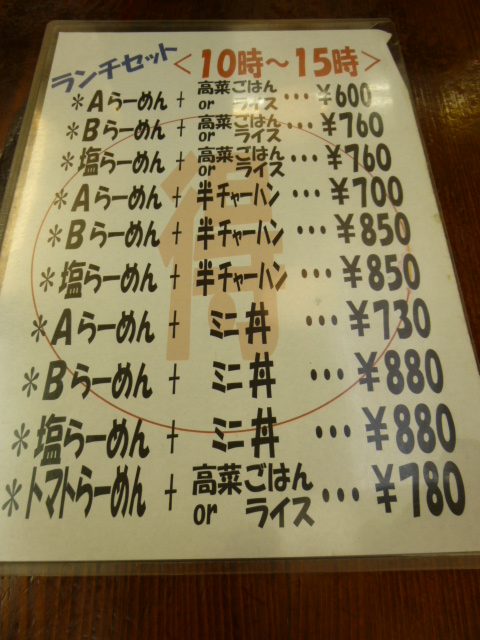 ランチセット <10時~15時>
*Aらーめん + 高菜ごはん or ライス ・・・ ¥600
*Bらーめん + 高菜ごはん or ライス ・・・ ¥760
*塩らーめん + 高菜ごはん or ライス ・・・ ¥760
*Aらーめん + 半チャーハン ・・・ ¥700
*Bらーめん + 半チャーハン ・・・ ¥850
*塩らーめん + 半チャーハン ・・・ ¥850
*Aらーめん + ミニ丼 ・・・ ¥730
*Bらーめん + ミニ丼 ・・・ ¥880
*塩らーめん + ミニ丼 ・・・ ¥880
*トマトらーめん + 高菜ごはん or ライス ・・・ ¥780
得